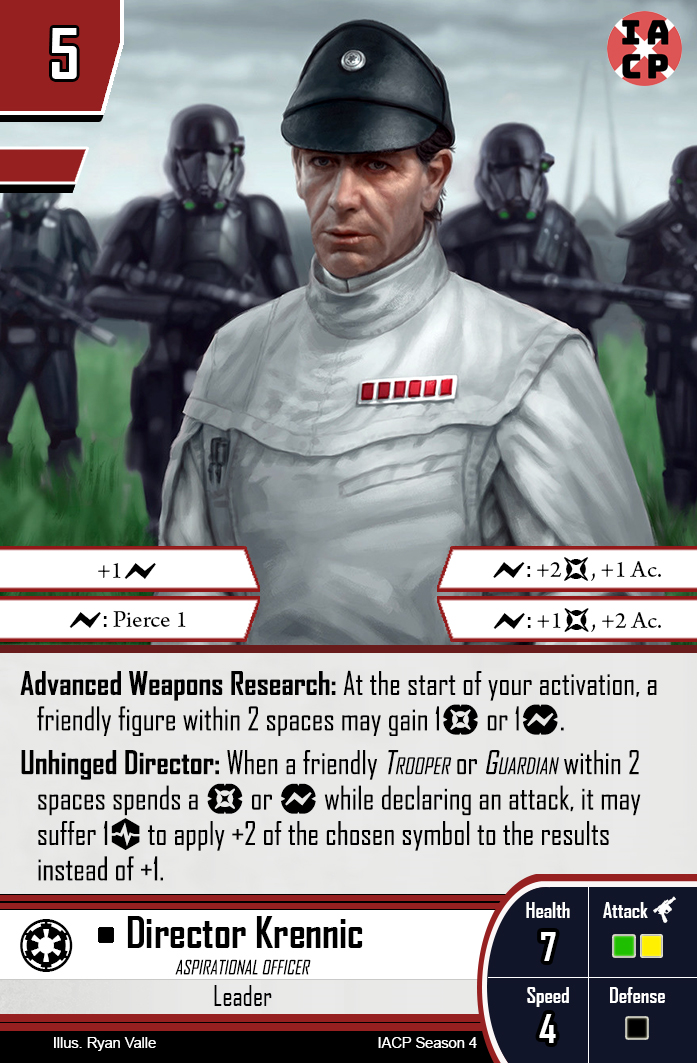 5
IA
CP
+1
: +2 , +1 Ac.
: Pierce 1
: +1 , +2 Ac.
Advanced Weapons Research: At the start of your activation, a
friendly figure within 2 spaces may gain 1 or 1 .
Unhinged Director: When a friendly Trooper or Guardian within 2
spaces spends a or while declaring an attack, it may
suffer 1 to apply +2 of the chosen symbol to the results
instead of +1.
Director Krennic
ASPIRATIONAL OFFICER
Leader
Health
7
Attack
Speed
4
Defense
Illus. Ryan Valle
IACP Season 4